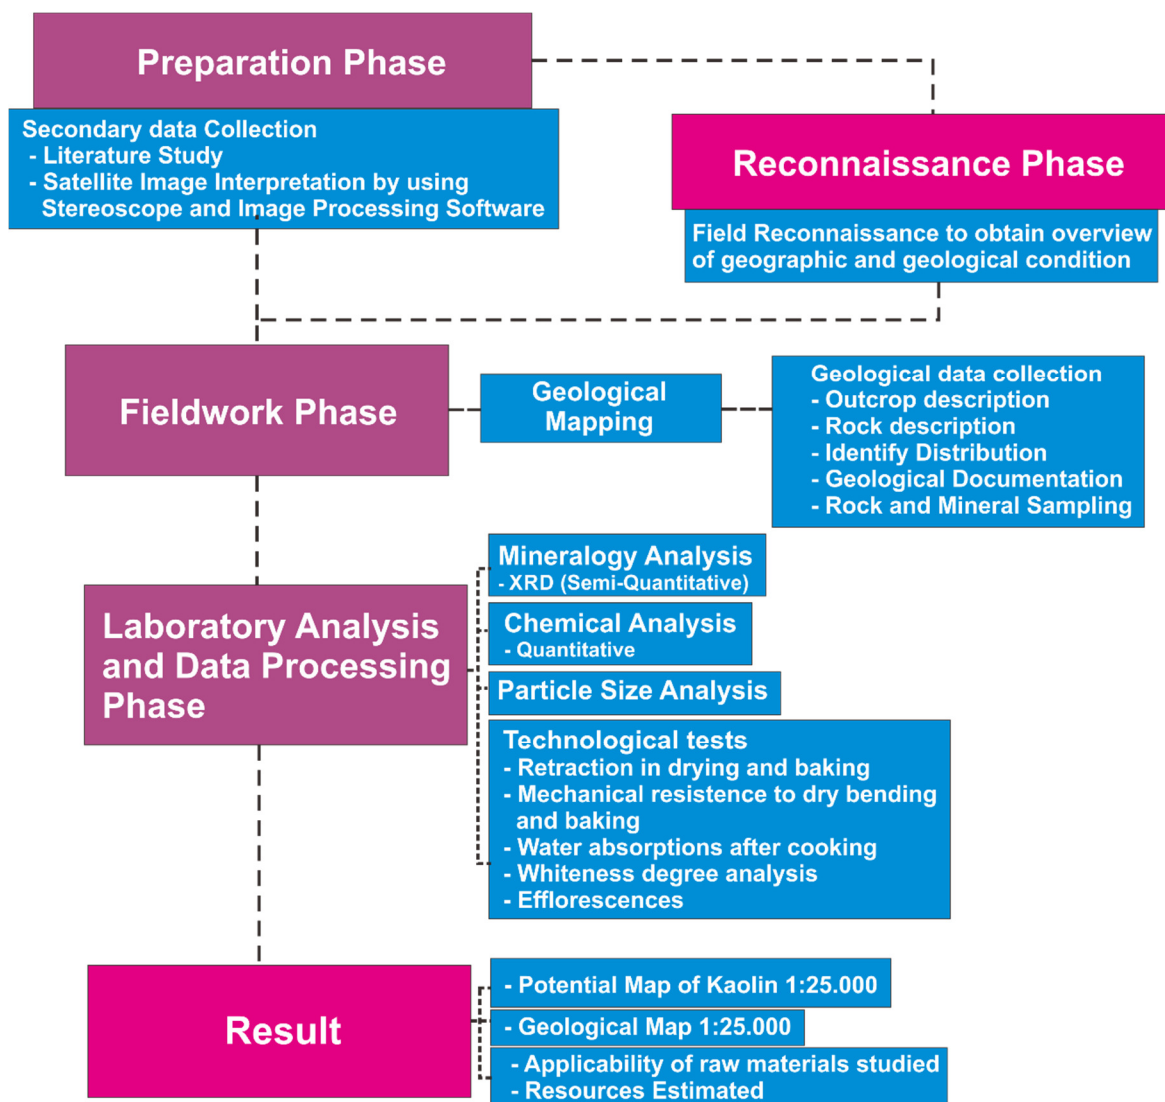 Preparation Phase
Secondary data Collection
- Literature Study
- Satellite Image Interpretation by using
Stereoscope and Image Processing Software
Reconnaissance Phase
Field Reconnaissance to obtain overview
of geographic and geological condition
Fieldwork Phase
Geological
Mapping
Geological data collection
- Outcrop description
- Rock description
- Identify Distribution
- Geological Documentation
- Rock and Mineral Sampling
Laboratory Analysis
and Data Processing
Phase
Mineralogy Analysis
- XRD (Semi-Quantitative)
Chemical Analysis
- Quantitative
Particle Size Analysis
Technological tests
- Retraction in drying and baking
- Mechanical resistence to dry bending
and baking
- Water absorptions after cooking
- Whiteness degree analysis
- Efflorescences
Result
- Potential Map of Kaolin 1:25.000
- Geological Map 1:25.000
- Applicability of raw materials studied
- Resources Estimated